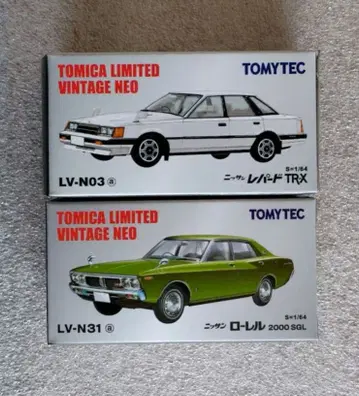 TOMICA LIMITED
VINTAGE NEO
TOMYTEC
S=1/64
LV-N03 a
ニッサン レパード TR-X
TOMICA LIMITED
VINTAGE NEO
TOMYTEC
S=1/64
LV-N31 a
ニッサン ローレル 2000 SGL